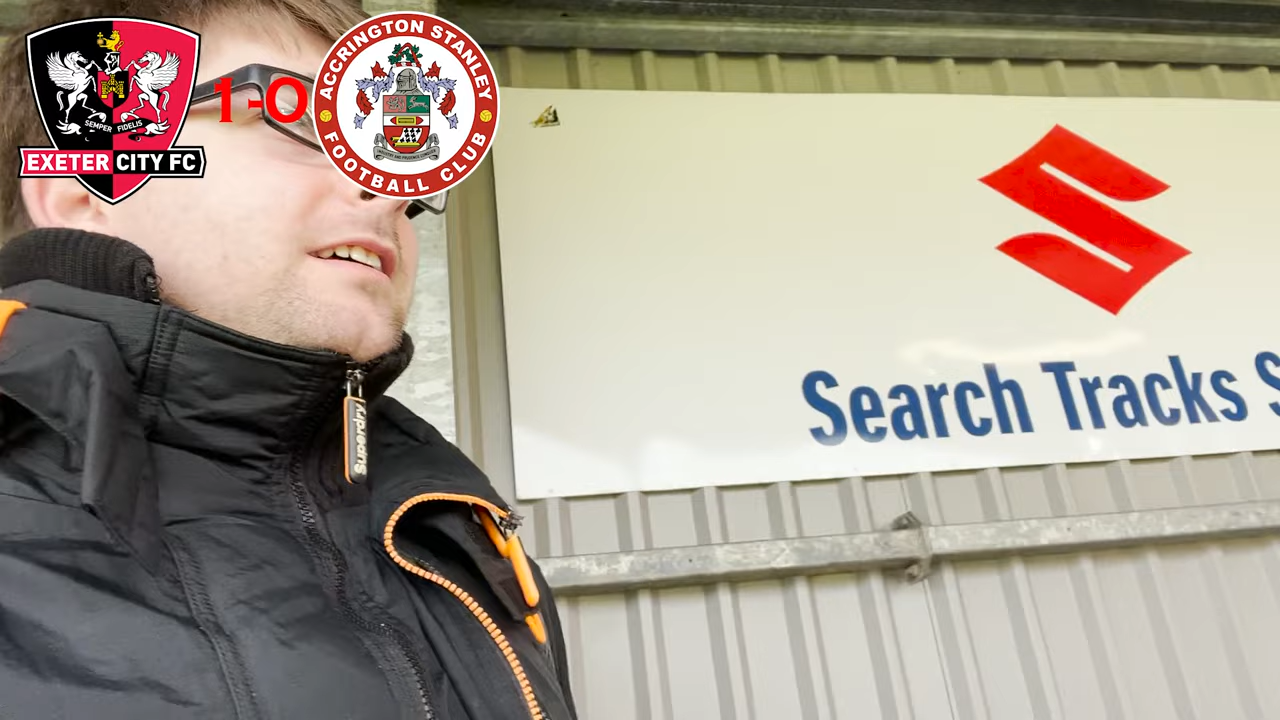 SEMPER FIDELIS
EXETER CITY FC
1-0
ACCRINGTON STANLEY
FOOTBALL CLUB
Superdry
Search Tracks S